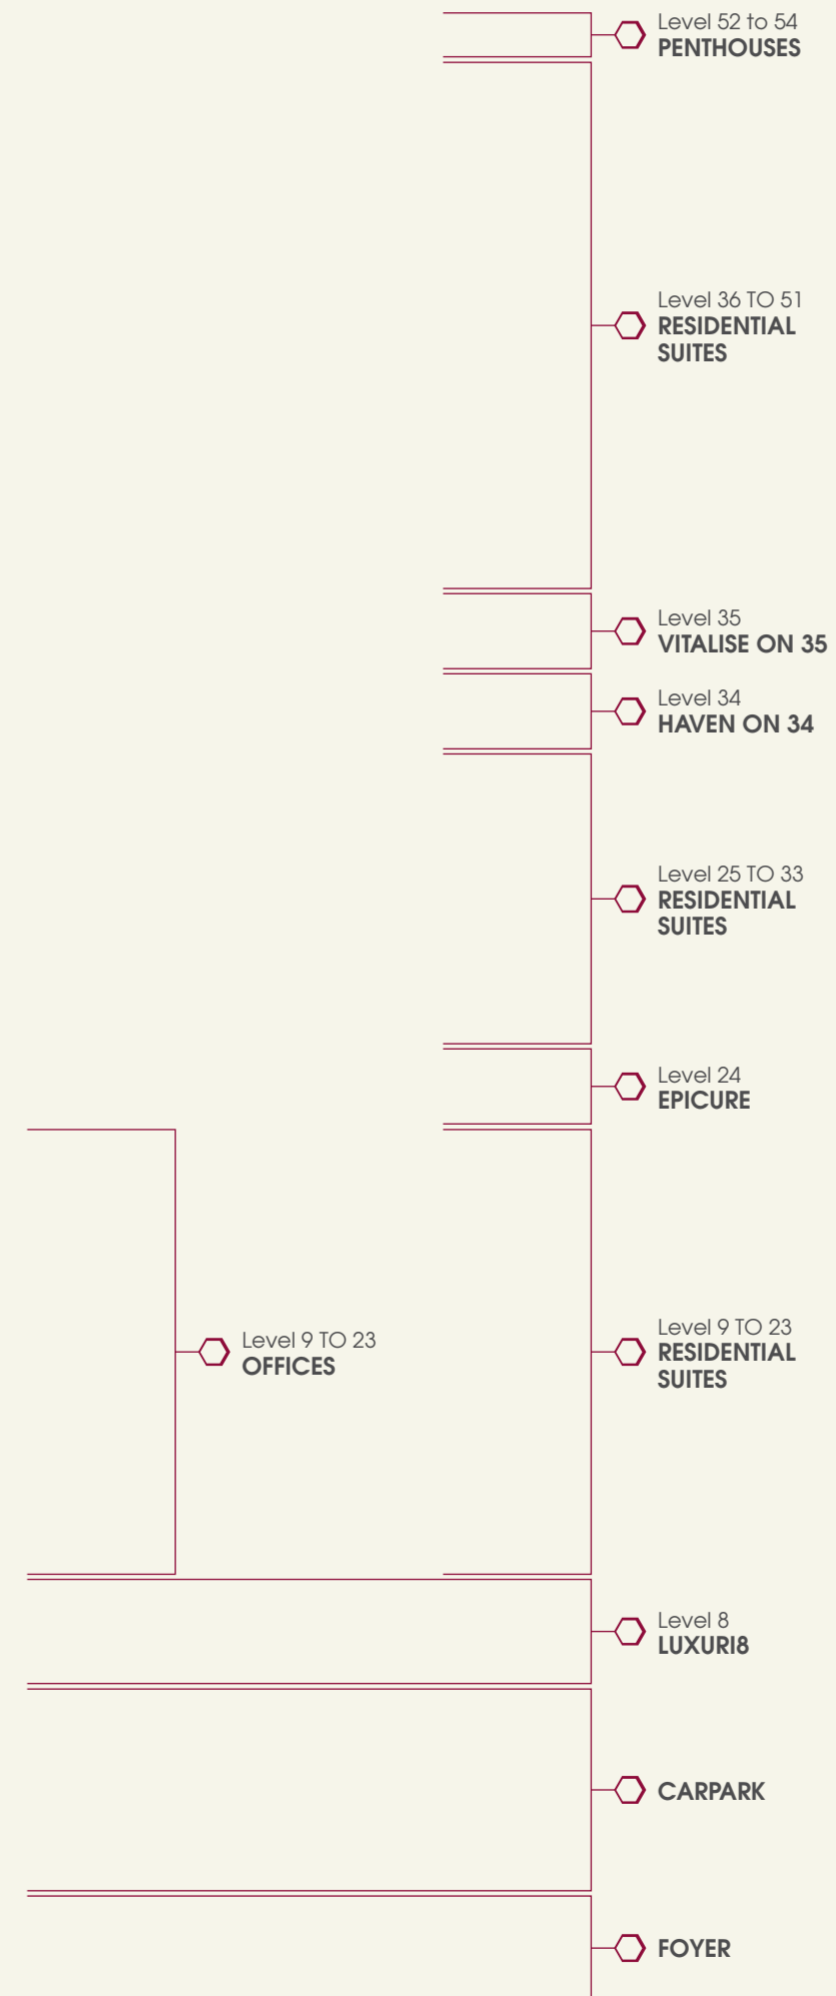 Level 52 to 54
PENTHOUSES
Level 36 TO 51
RESIDENTIAL
SUITES
Level 35
VITALISE ON 35
Level 34
HAVEN ON 34
Level 25 TO 33
RESIDENTIAL
SUITES
Level 24
EPICURE
Level 9 TO 23
OFFICES
Level 9 TO 23
RESIDENTIAL
SUITES
Level 8
LUXURI8
CARPARK
FOYER